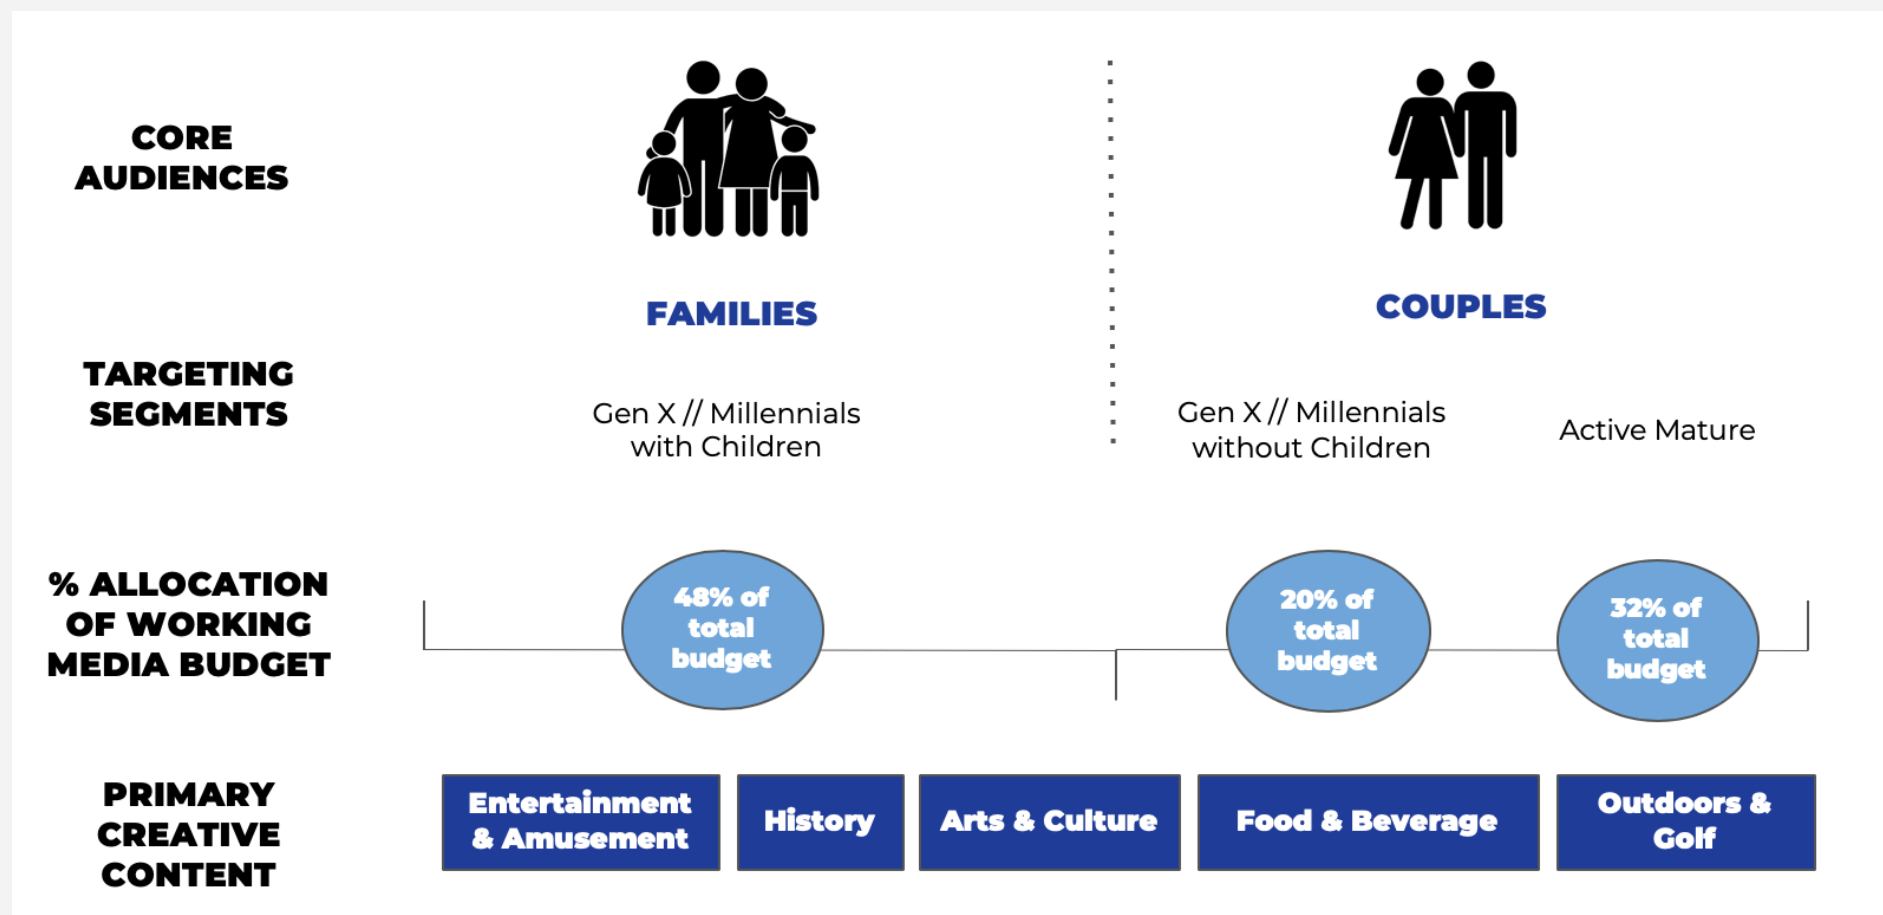 CORE
AUDIENCES
FAMILIES
COUPLES
TARGETING
SEGMENTS
Gen X // Millennials
with Children
Gen X // Millennials
without Children
Active Mature
% ALLOCATION
OF WORKING
MEDIA BUDGET
48% of
total
budget
20% of
total
budget
32% of
total
budget
PRIMARY
CREATIVE
CONTENT
Entertainment
& Amusement
History
Arts & Culture
Food & Beverage
Outdoors &
Golf